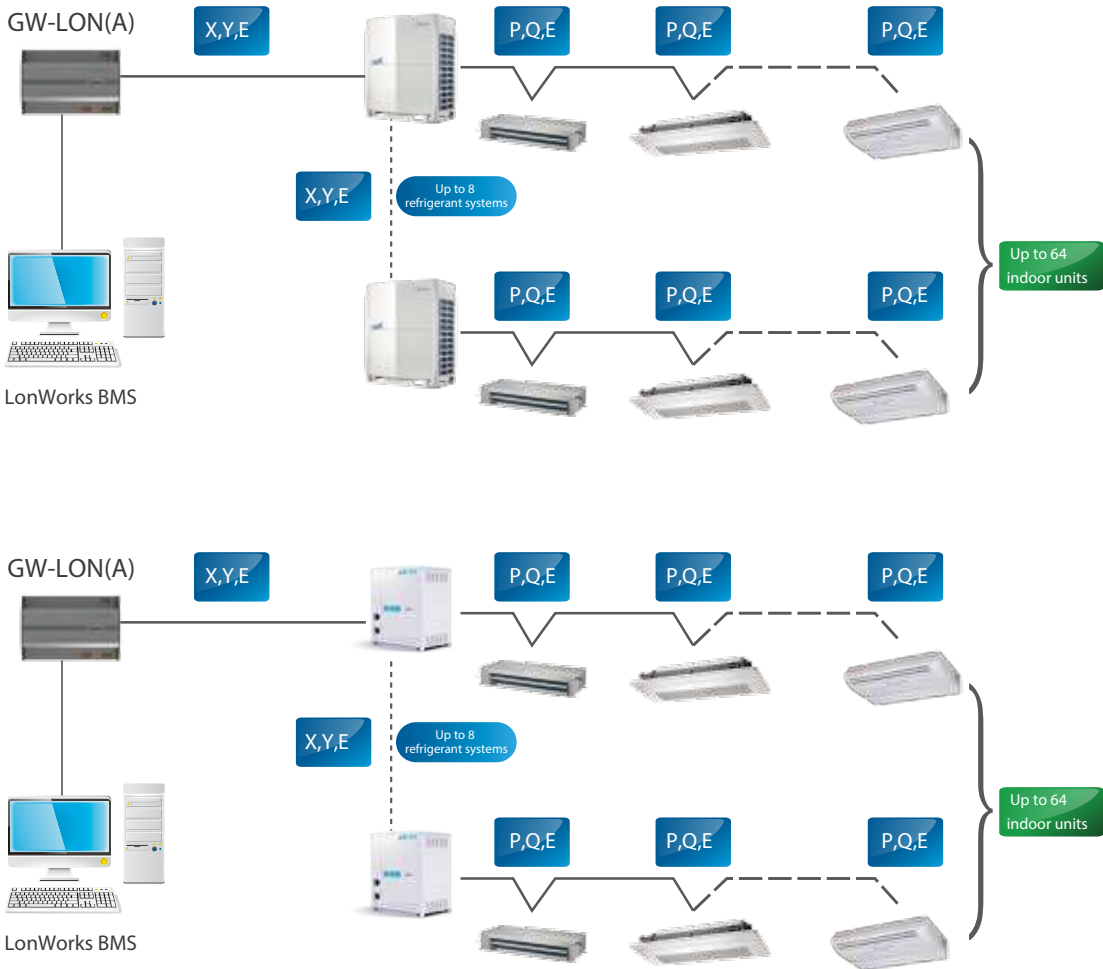 GW-LON(A)
X,Y,E
P,Q,E
P,Q,E
P,Q,E
X,Y,E
Up to 8
refrigerant systems
Up to 64
indoor units
P,Q,E
P,Q,E
P,Q,E
LonWorks BMS
GW-LON(A)
X,Y,E
P,Q,E
P,Q,E
P,Q,E
X,Y,E
Up to 8
refrigerant systems
Up to 64
indoor units
P,Q,E
P,Q,E
P,Q,E
LonWorks BMS